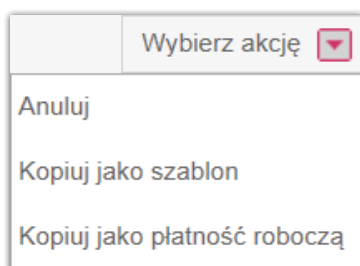 Wybierz akcję
Anuluj
Kopiuj jako szablon
Kopiuj jako płatność roboczą